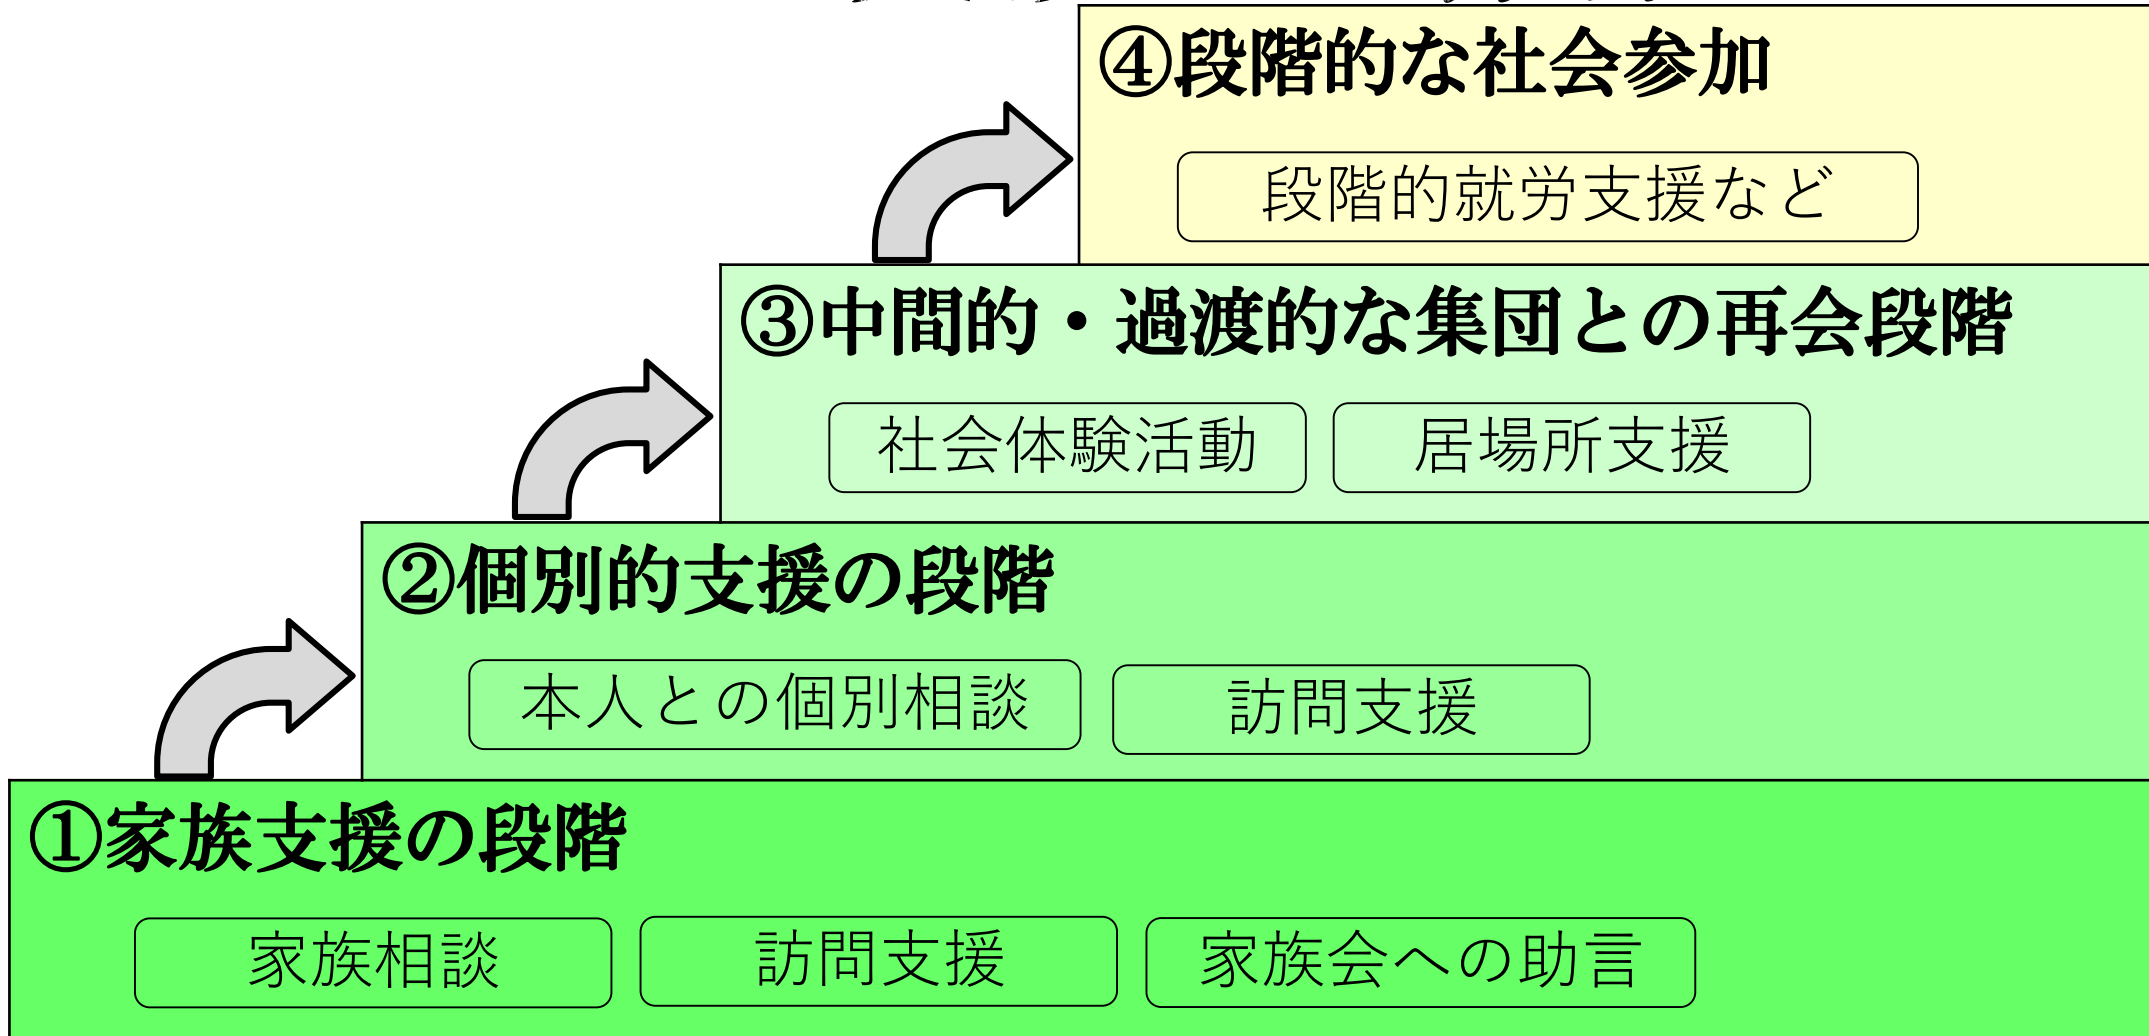 ④段階的な社会参加
段階的就労支援など
③中間的・過渡的な集団との再会段階
社会体験活動 居場所支援
②個別的支援の段階
本人との個別相談 訪問支援
①家族支援の段階
家族相談 訪問支援 家族会への助言